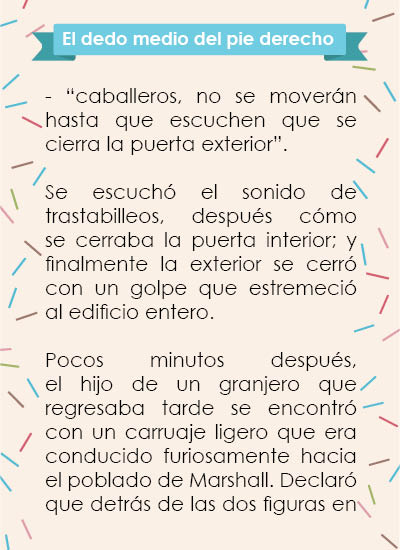 El dedo medio del pie derecho
- “caballeros, no se moverán
hasta que escuchen que se
cierra la puerta exterior”.
Se escuchó el sonido de
trastabilleos, después cómo
se cerraba la puerta interior; y
finalmente la exterior se cerró
con un golpe que estremeció
al edificio entero.
Pocos minutos después,
el hijo de un granjero que
regresaba tarde se encontró
con un carruaje ligero que era
conducido furiosamente hacia
el poblado de Marshall. Declaró
que detrás de las dos figuras en